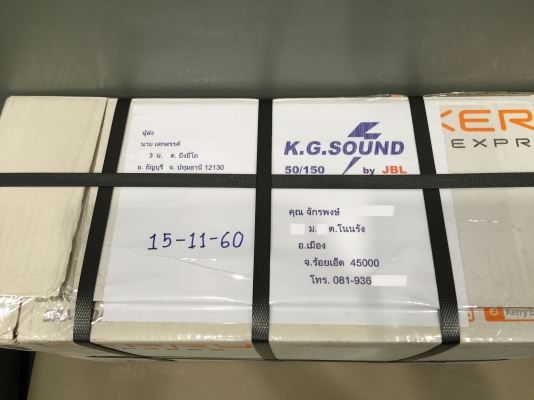 ผู้ส่ง
นาย เศกสรรค์
3 ม. ต. บึงยี่โถ
อ. ธัญบุรี จ. ปทุมธานี 12130
15-11-60
K.G.SOUND
50/150 by JBL
คุณ จักรพงษ์
ม. ต.โนนรัง
อ.เมือง
จ.ร้อยเอ็ด 45000
โทร. 081-936
KER
EXPR
Kerry E